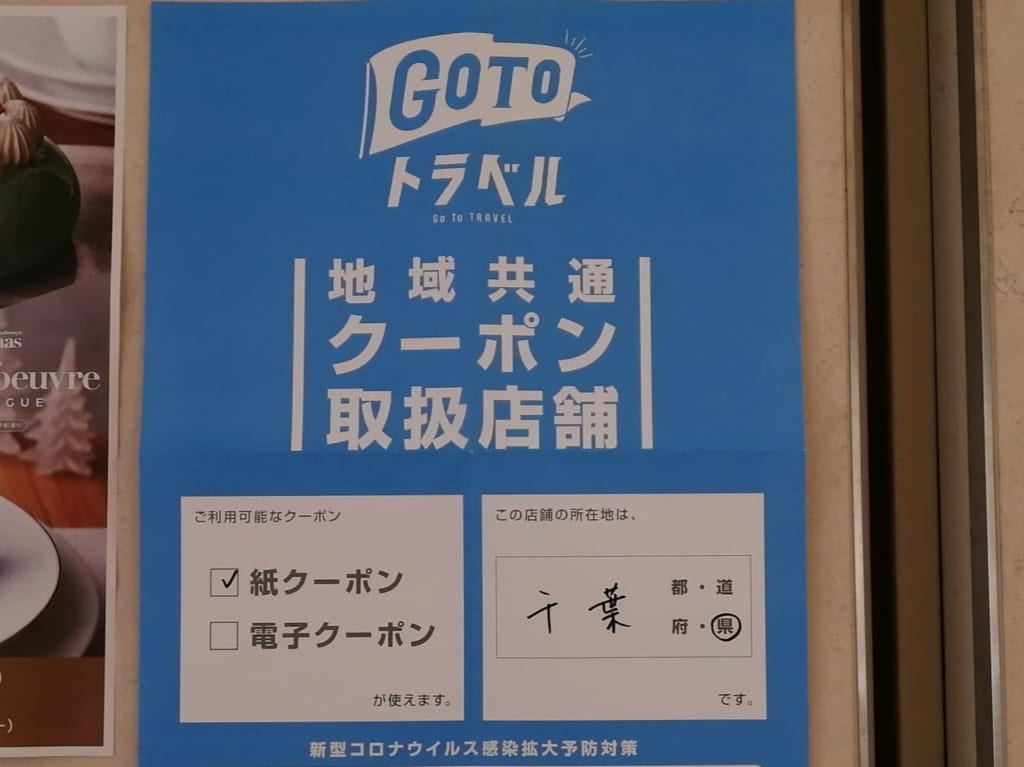 GOTO
トラベル
GO TO TRAVEL
地域共通
クーポン
取扱店舗
ご利用可能なクーポン
✓ 紙クーポン
□ 電子クーポン
が使えます。
この店舗の所在地は、
千葉
都・道
府・県
です。
新型コロナウイルス感染拡大予防対策
oeuvre
GUE